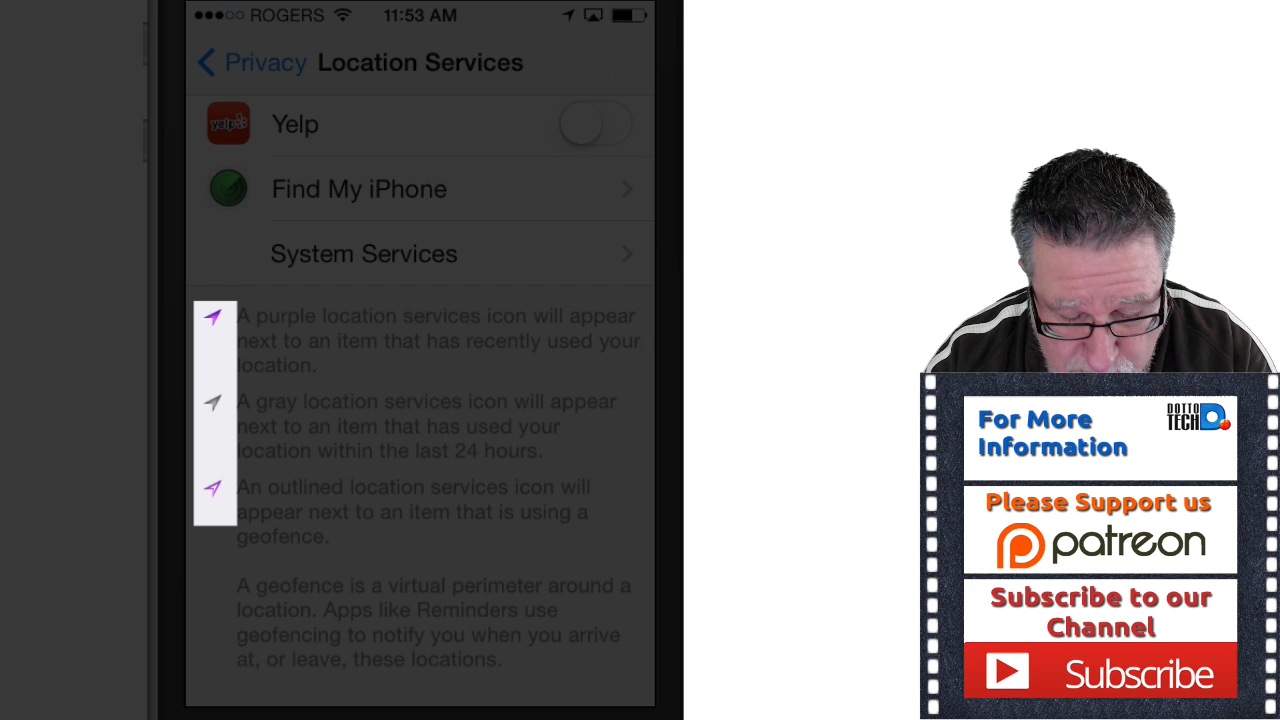 ROGERS 11:53 AM
Privacy Location Services
yelp Yelp
Find My iPhone
System Services
A purple location services icon will appear
next to an item that has recently used your
location.
A gray location services icon will appear
next to an item that has used your
location within the last 24 hours.
An outlined location services icon will
appear next to an item that is using a
geofence.
A geofence is a virtual perimeter around a
location. Apps like Reminders use
geofencing to notify you when you arrive
at, or leave, these locations.
For More
Information
DOTTO
TECH
Please Support us
patreon
Subscribe to our
Channel
Subscribe